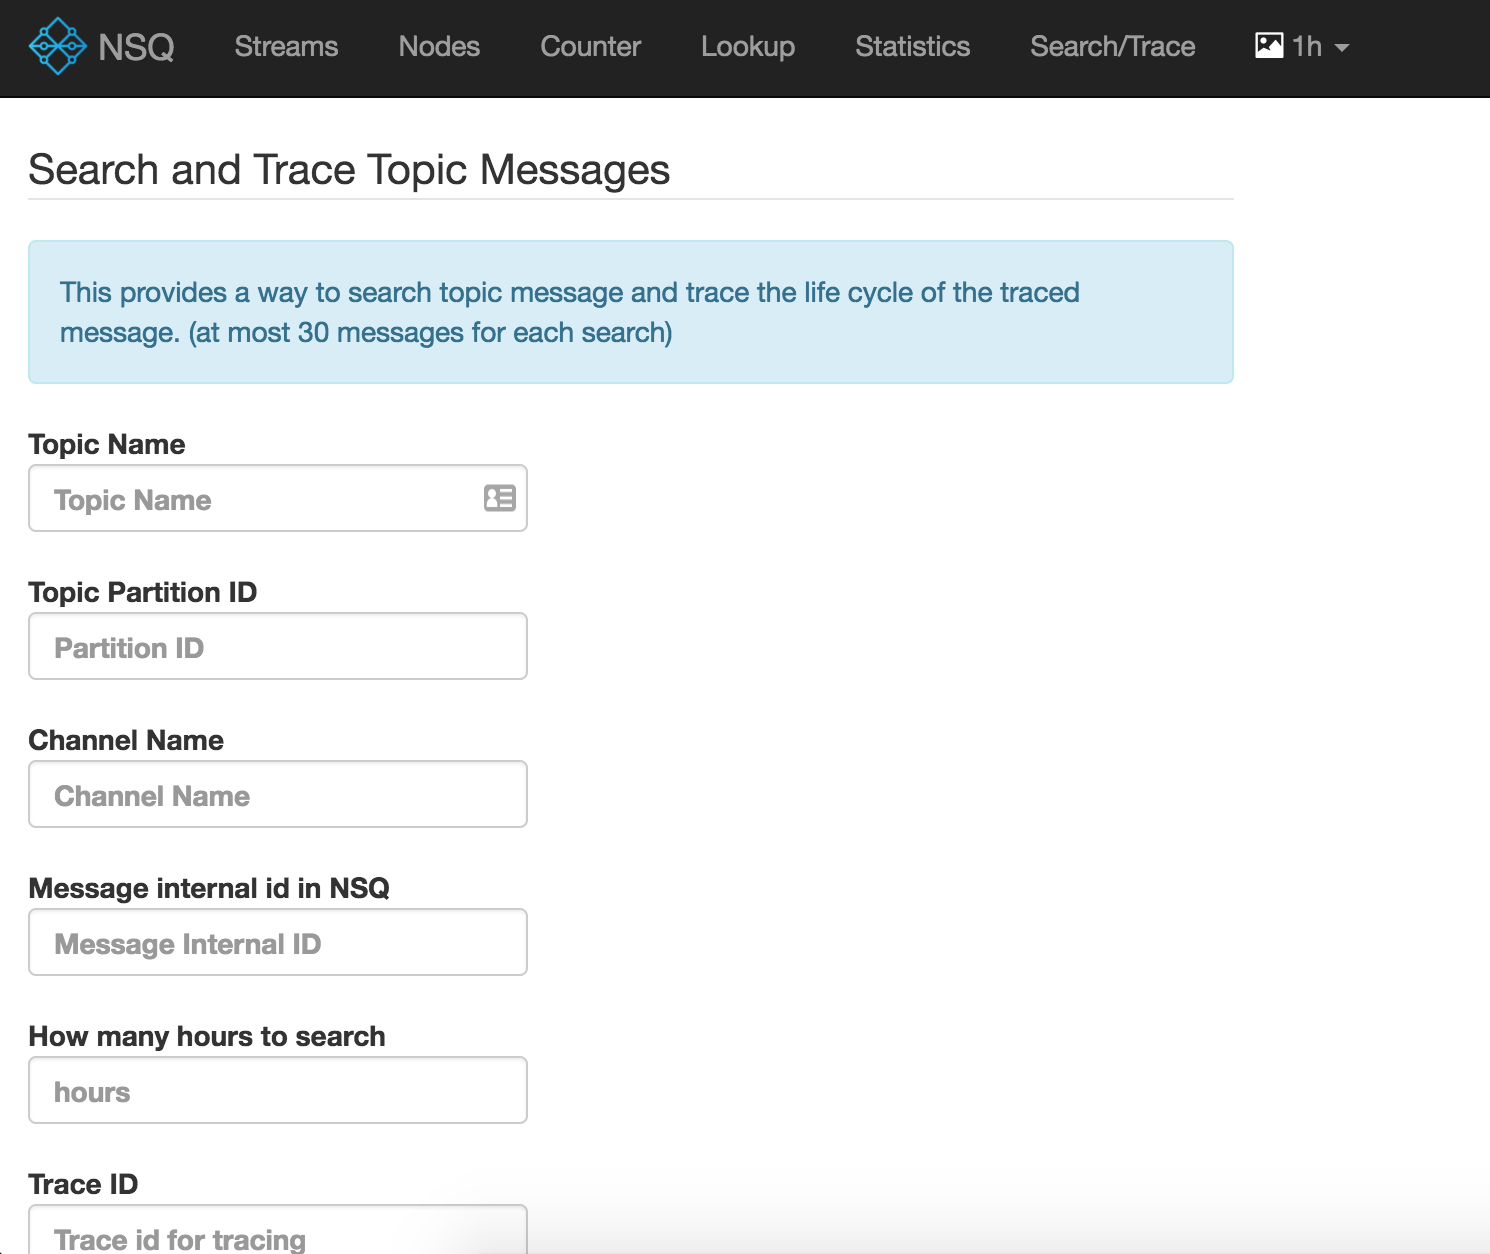 NSQ Streams Nodes Counter Lookup Statistics Search/Trace 1h
Search and Trace Topic Messages
This provides a way to search topic message and trace the life cycle of the traced
message. (at most 30 messages for each search)
Topic Name
Topic Name
Topic Partition ID
Partition ID
Channel Name
Channel Name
Message internal id in NSQ
Message Internal ID
How many hours to search
hours
Trace ID
Trace id for tracing